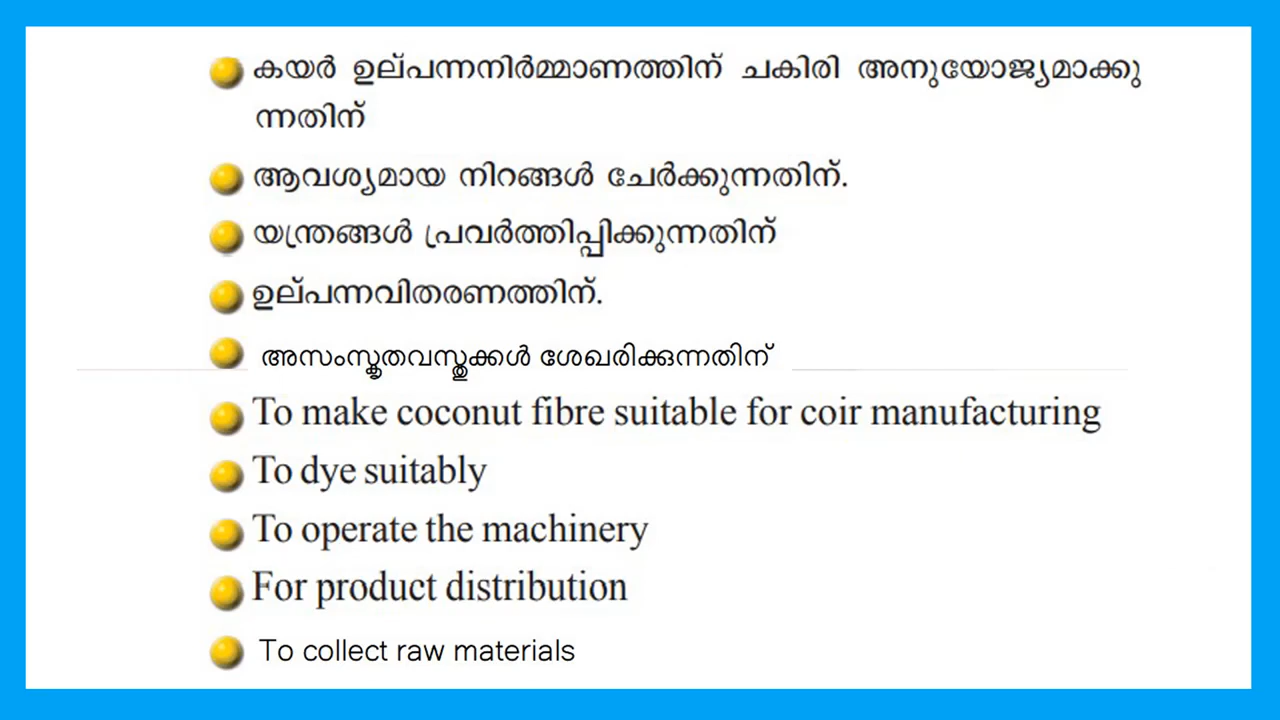 കയർ ഉല്പന്നനിർമ്മാണത്തിന് ചകിരി അനുയോജ്യമാക്കു
ന്നതിന്
ആവശ്യമായ നിറങ്ങൾ ചേർക്കുന്നതിന്.
യന്ത്രങ്ങൾ പ്രവർത്തിപ്പിക്കുന്നതിന്
ഉല്പന്നവിതരണത്തിന്.
അസംസ്കൃതവസ്തുക്കൾ ശേഖരിക്കുന്നതിന്
To make coconut fibre suitable for coir manufacturing
To dye suitably
To operate the machinery
For product distribution
To collect raw materials